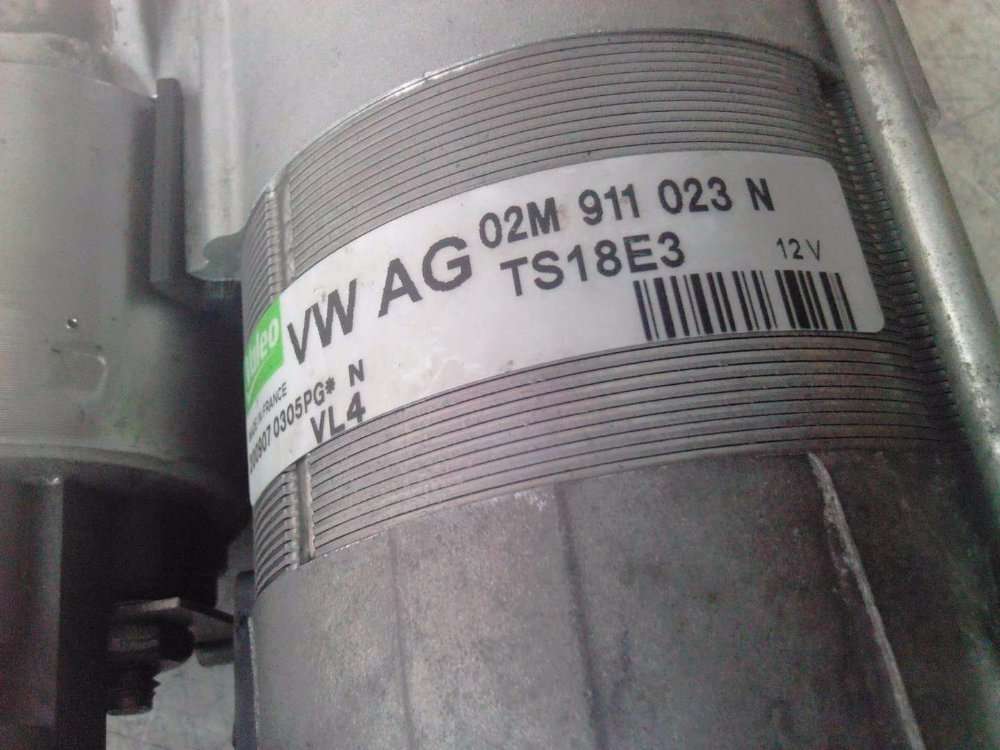 Valeo
VW AG
02M 911 023 N
TS18E3
12V
MADE IN FRANCE
0305PG* N
VL4